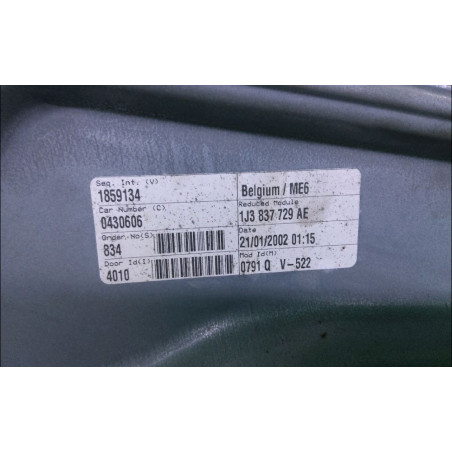 Seq. Int. (V)
1859134
Car Number (C)
0430606
Order.No(S)
834
Door Id(I)
4010
Belgium / ME6
Reduced Module
1J3 837 729 AE
Date
21/01/2002 01:15
Mod Id(M)
0791 Q V-522